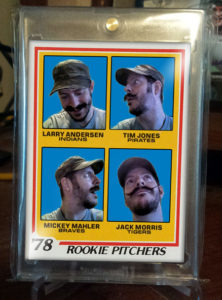 LARRY ANDERSEN
INDIANS
TIM JONES
PIRATES
MICKEY MAHLER
BRAVES
JACK MORRIS
TIGERS
'78 ROOKIE PITCHERS